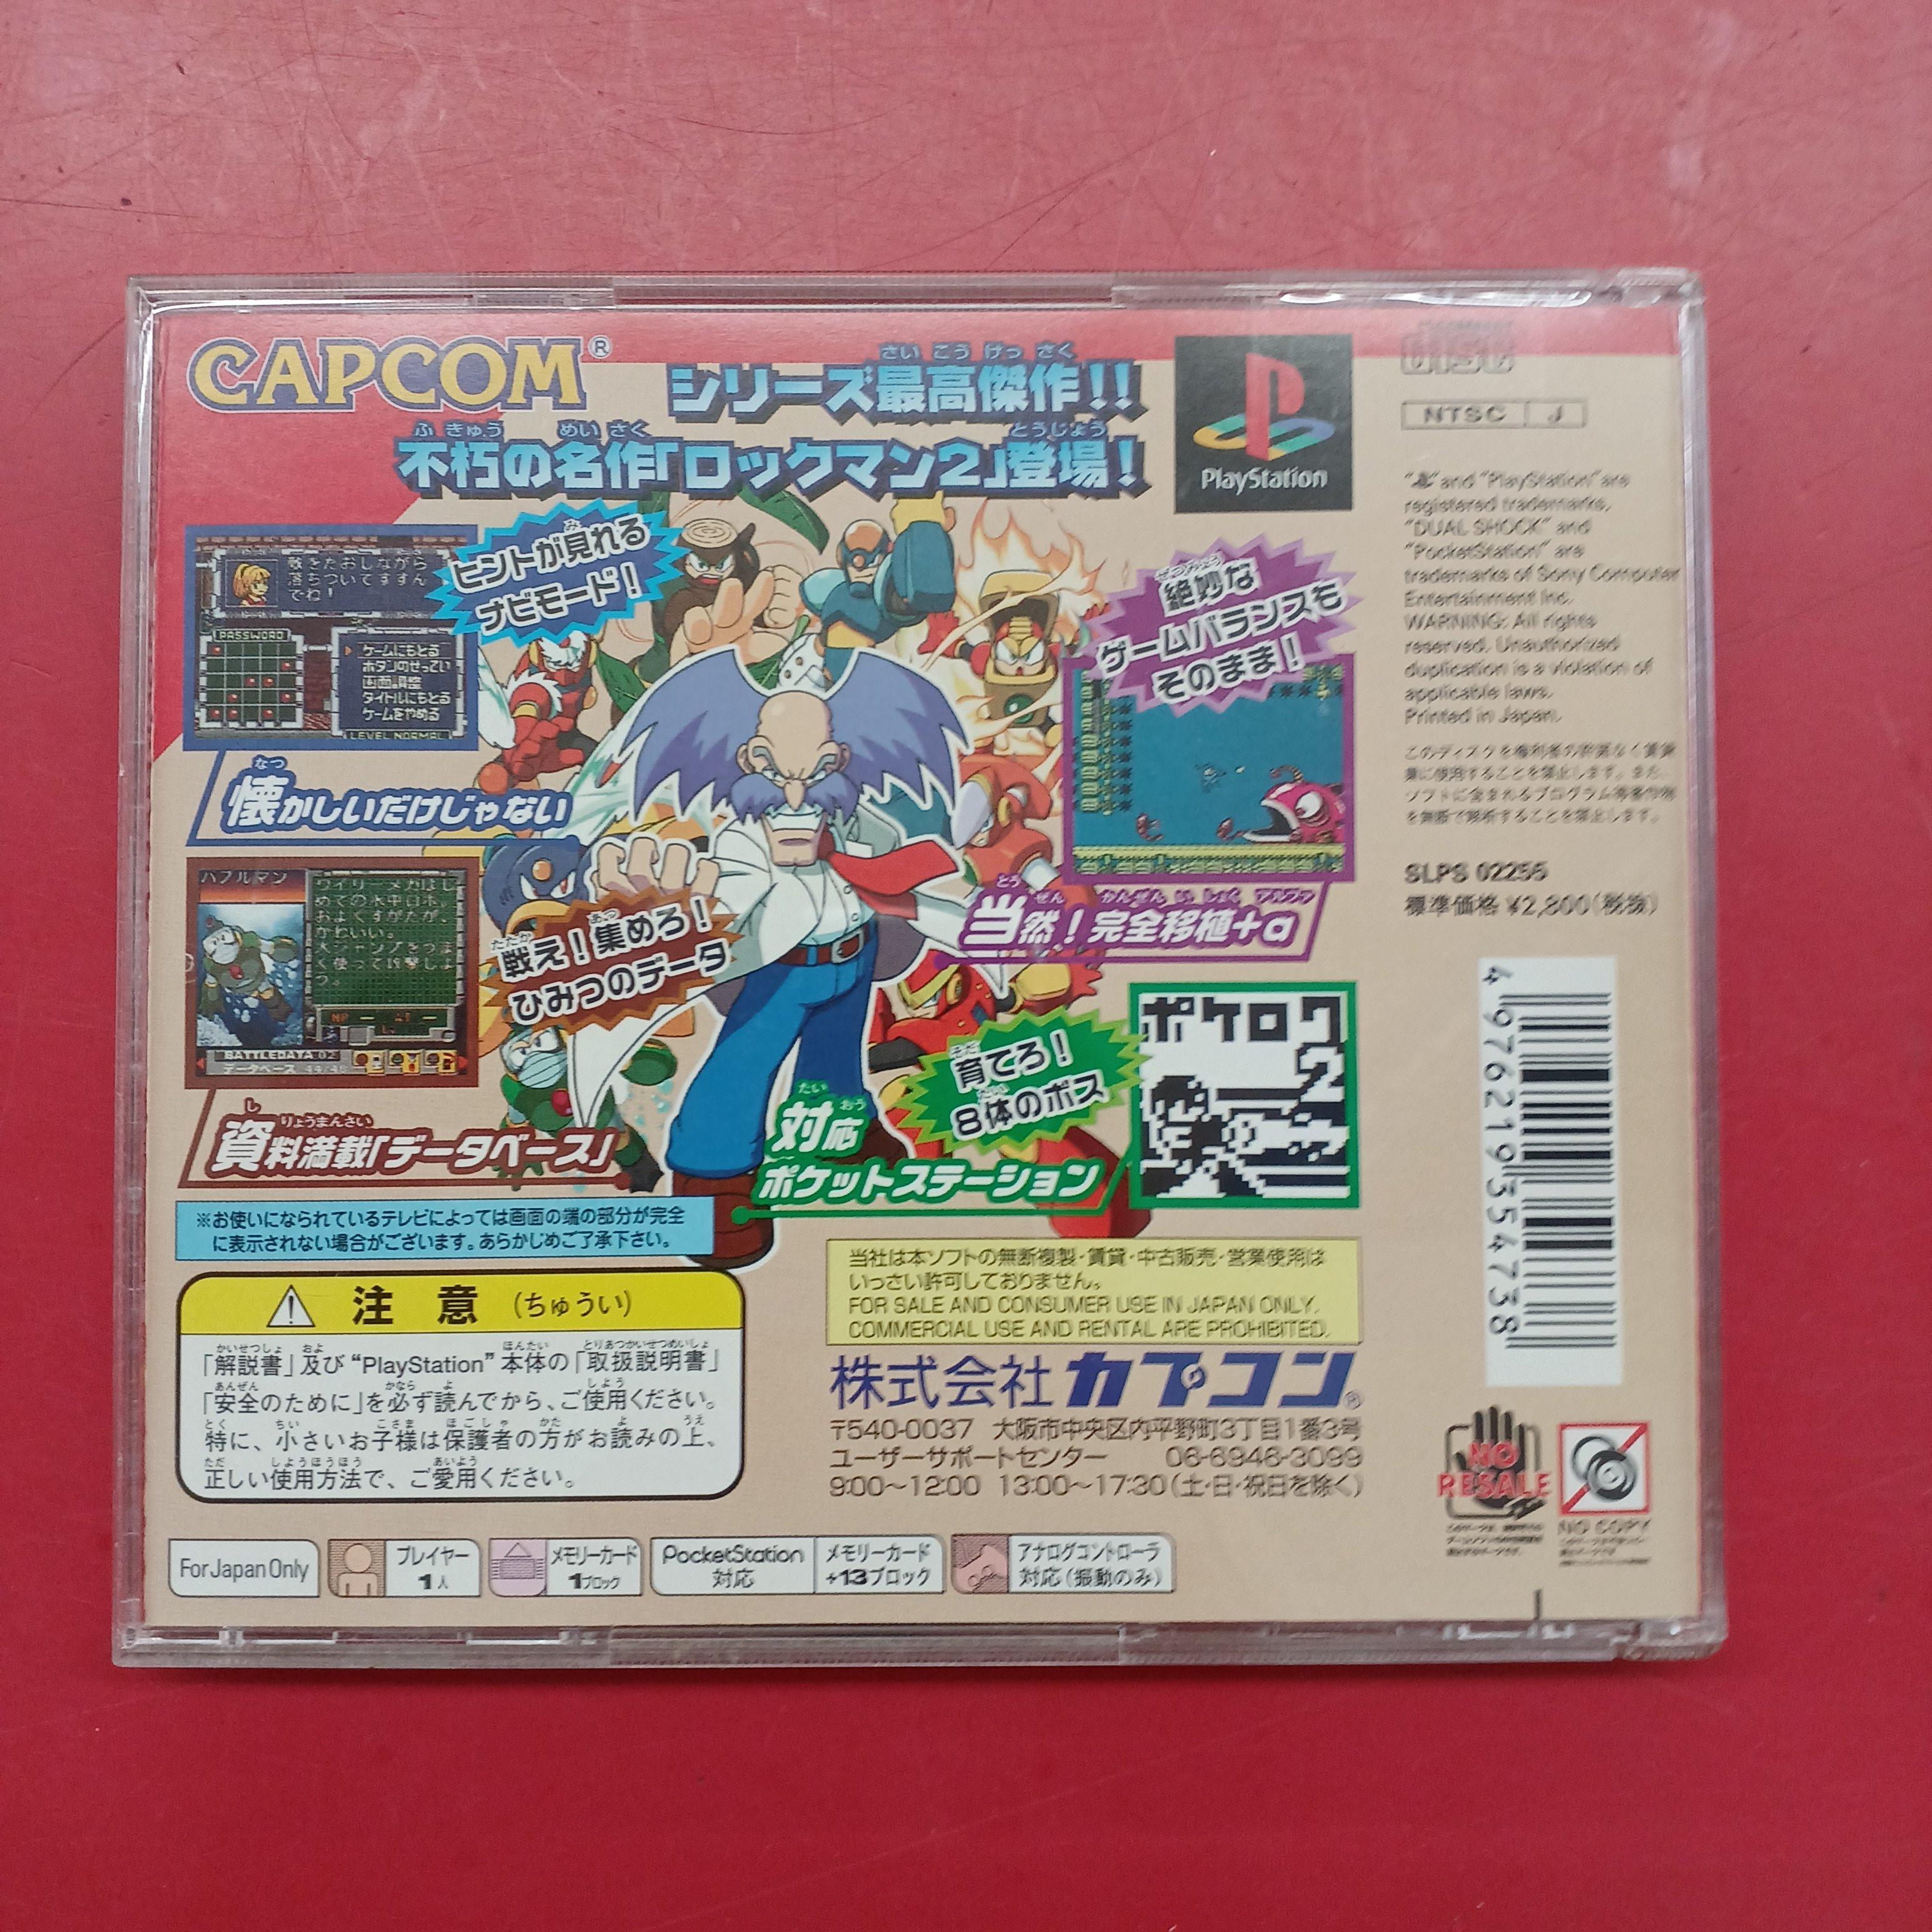 CAPCOM®
シリーズ最高傑作!!
不朽の名作「ロックマン2」登場!
PlayStation
NTSC J
"PS" and "PlayStation" are
registered trademarks,
"DUAL SHOCK" and
"PocketStation" are
trademarks of Sony Computer
Entertainment Inc.
WARNING: All rights
reserved. Unauthorized
duplication is a violation of
applicable laws.
Printed in Japan.
SLPS 02255
標準価格 ¥2,800(税抜)
4976219354738
ヒントが見れる
ナビモード!
敵をたおしながら
落ちついてすすん
でね!
PASSWORD
ゲームにもどる
ボタンのせってい
画面調整
タイトルにもどる
ゲームをやめる
LEVEL NORMAL
懐かしいだけじゃない
絶妙な
ゲームバランスも
そのまま!
当然!完全移植+α
バブルマン
かわいい。
BATTLEDATA 02
データベース
戦え!集めろ!
ひみつのデータ
資料満載「データベース」
育てろ!
8体のボス
ポケロク
2
対応
ポケットステーション
※お使いになられているテレビによっては画面の端の部分が完全
に表示されない場合がございます。あらかじめご了承下さい。
注意(ちゅうい)
「解説書」及び"PlayStation"本体の「取扱説明書」
「安全のために」を必ず読んでから、ご使用ください。
特に、小さいお子様は保護者の方がお読みの上、
正しい使用方法で、ご愛用ください。
当社は本ソフトの無断複製・賃貸・中古販売・営業使用は
いっさい許可しておりません。
FOR SALE AND CONSUMER USE IN JAPAN ONLY.
COMMERCIAL USE AND RENTAL ARE PROHIBITED.
株式会社カプコン®
〒540-0037 大阪市中央区内平野町3丁目1番3号
ユーザーサポートセンター 06-6946-3099
9:00〜12:00 13:00〜17:30(土・日・祝日を除く)
NO
RESALE
NO COPY
For Japan Only
プレイヤー
1人
メモリーカード
1ブロック
PocketStation
対応
メモリーカード
+13ブロック
アナログコントローラ
対応(振動のみ)